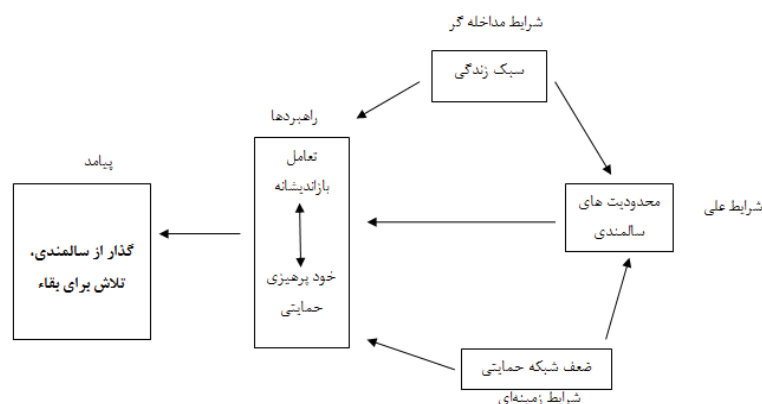 شرایط مداخله گر
سبک زندگی
راهبردها
تعامل
بازاندیشانه
خود پرهیزی
حمایتی
پیامد
گذار از سالمندی،
تلاش برای بقاء
شرایط علی
محدودیت های
سالمندی
ضعف شبکه حمایتی
شرایط زمینه‌ای